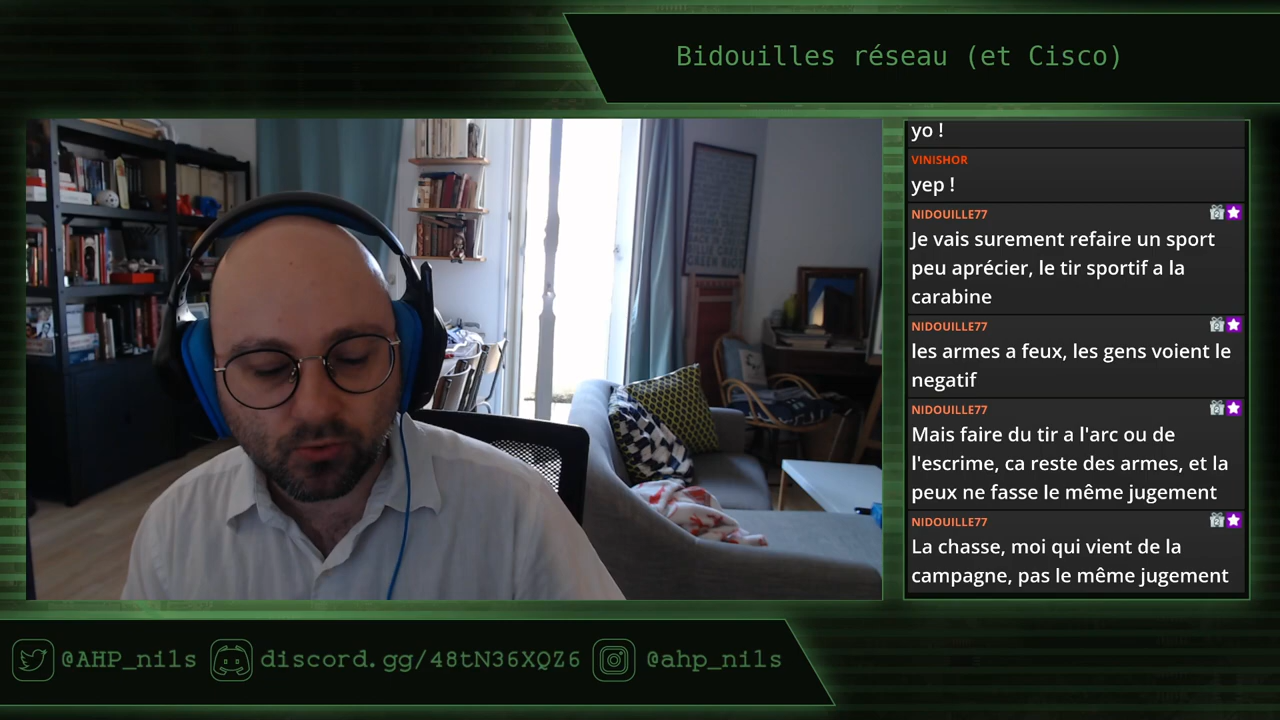 Bidouilles réseau (et Cisco)
yo !
VINISHOR
yep !
NIDOUILLE77
Je vais surement refaire un sport
peu aprécier, le tir sportif a la
carabine
NIDOUILLE77
les armes a feux, les gens voient le
negatif
NIDOUILLE77
Mais faire du tir a l'arc ou de
l'escrime, ca reste des armes, et la
peux ne fasse le même jugement
NIDOUILLE77
La chasse, moi qui vient de la
campagne, pas le même jugement
@AHP_nils discord.gg/48tN36XQZ6 @ahp_nils